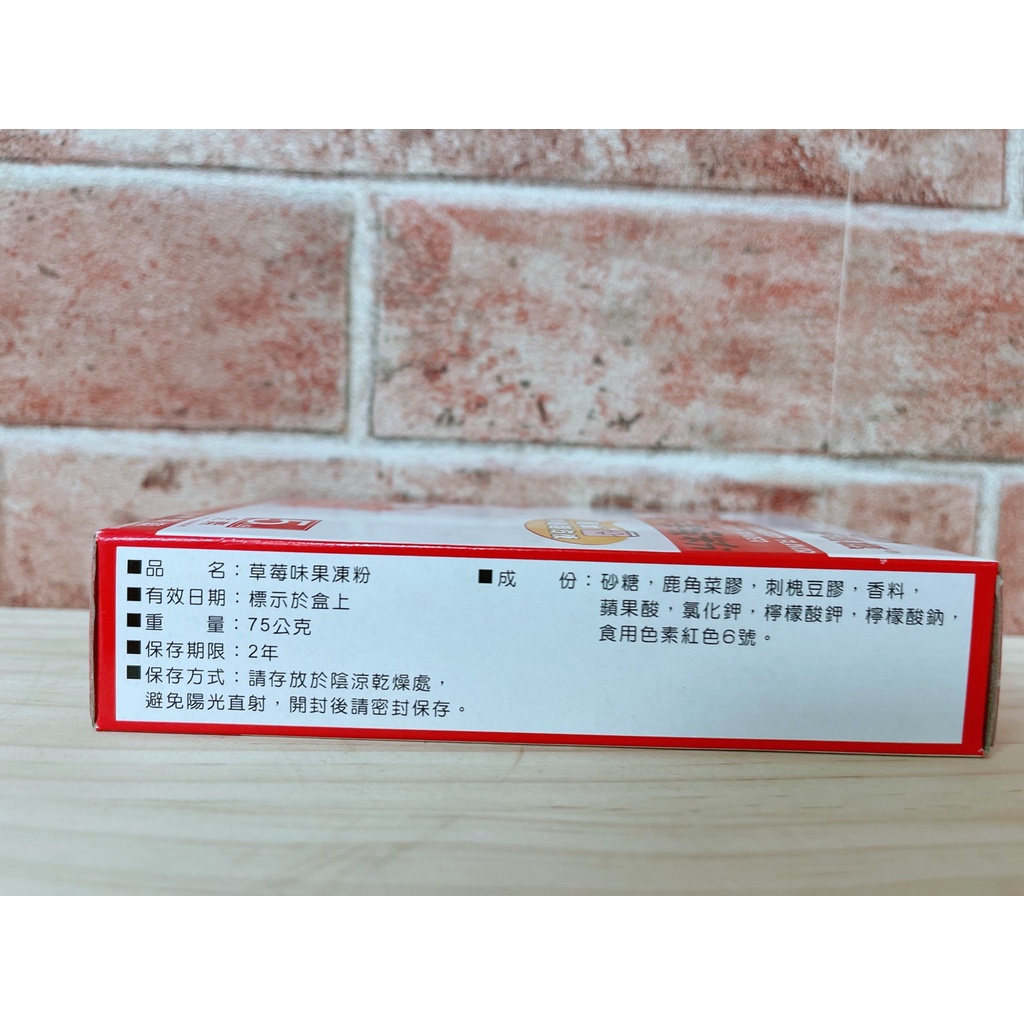 ■品　　名：草莓味果凍粉
■有效日期：標示於盒上
■重　　量：75公克
■保存期限：2年
■保存方式：請存放於陰涼乾燥處，
避免陽光直射，開封後請密封保存。
■成　　份：砂糖，鹿角菜膠，刺槐豆膠，香料，
蘋果酸，氯化鉀，檸檬酸鉀，檸檬酸鈉，
食用色素紅色6號。
5